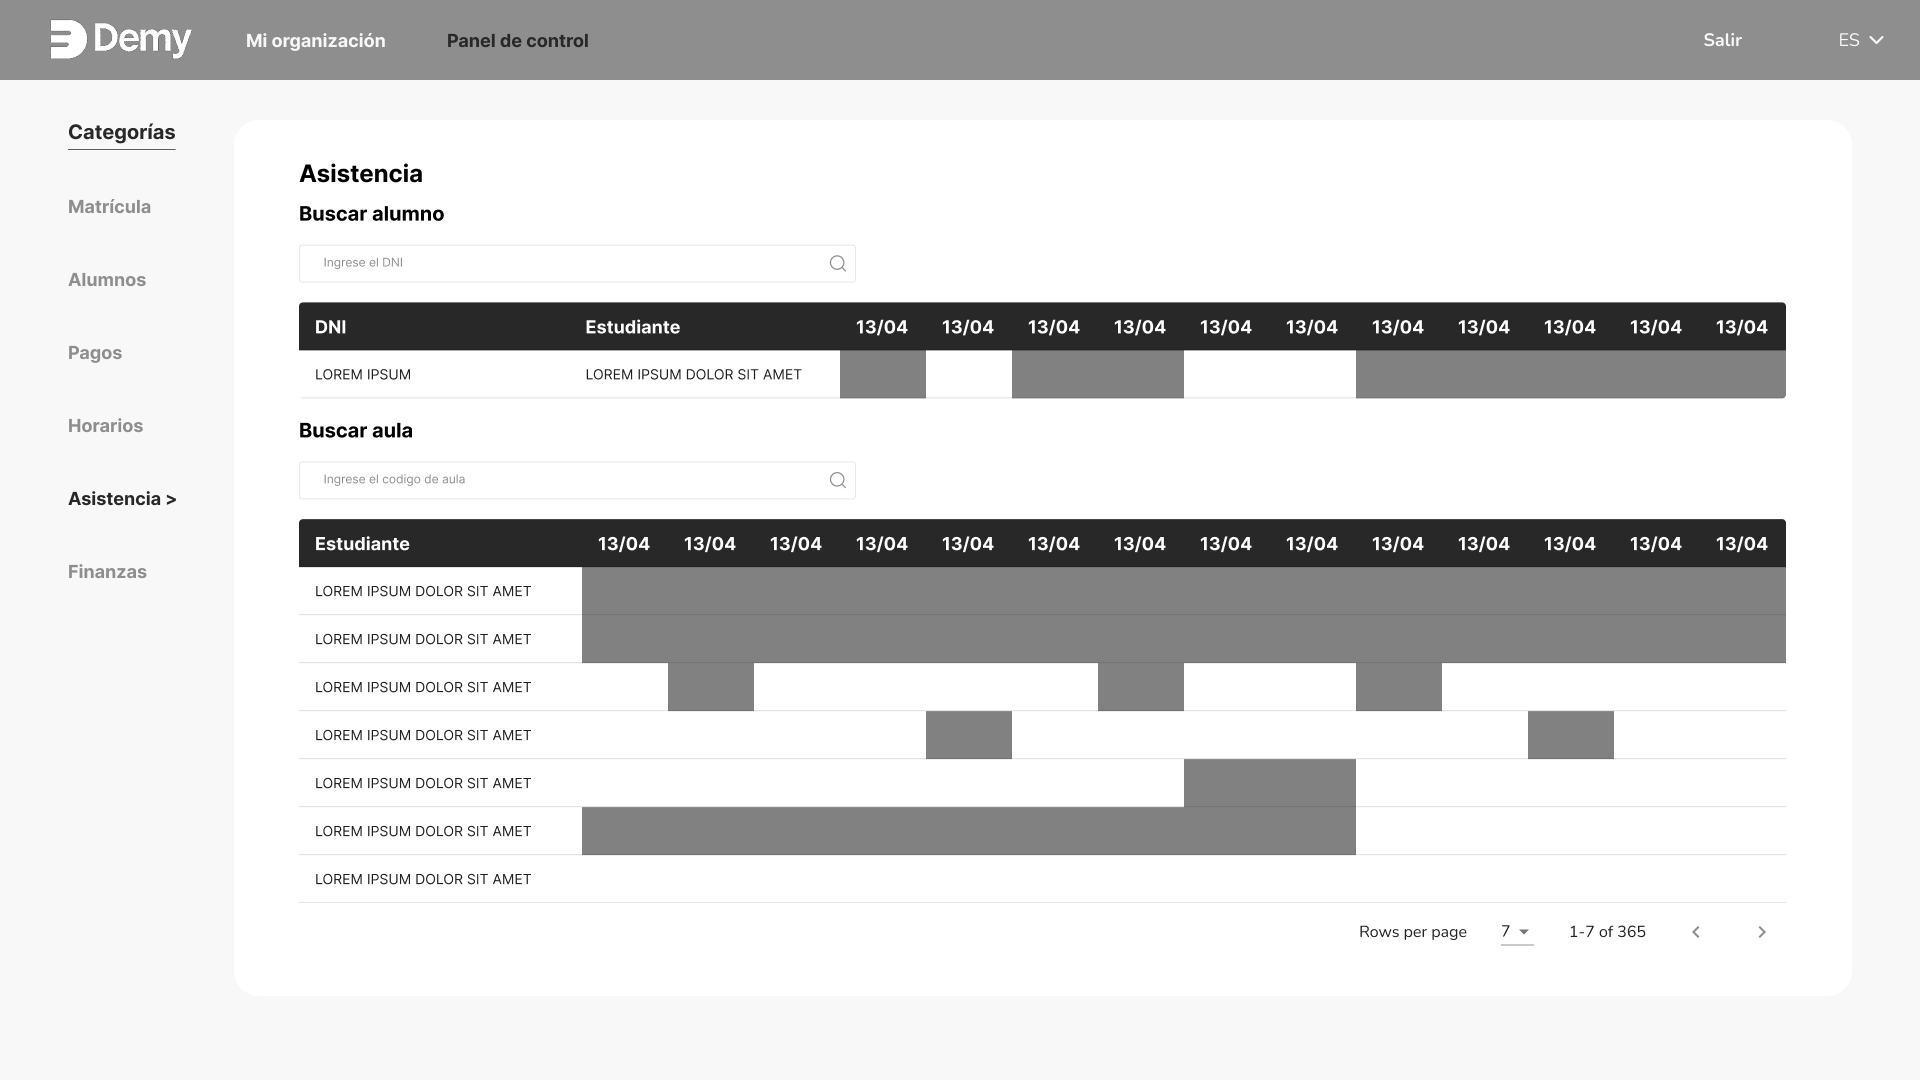 Demy Mi organización Panel de control Salir ES
Categorías
Matrícula
Alumnos
Pagos
Horarios
Asistencia >
Finanzas
Asistencia
Buscar alumno
Ingrese el DNI
DNI Estudiante 13/04 13/04 13/04 13/04 13/04 13/04 13/04 13/04 13/04 13/04 13/04
LOREM IPSUM LOREM IPSUM DOLOR SIT AMET
Buscar aula
Ingrese el codigo de aula
Estudiante 13/04 13/04 13/04 13/04 13/04 13/04 13/04 13/04 13/04 13/04 13/04 13/04 13/04 13/04
LOREM IPSUM DOLOR SIT AMET
LOREM IPSUM DOLOR SIT AMET
LOREM IPSUM DOLOR SIT AMET
LOREM IPSUM DOLOR SIT AMET
LOREM IPSUM DOLOR SIT AMET
LOREM IPSUM DOLOR SIT AMET
LOREM IPSUM DOLOR SIT AMET
Rows per page 7 1-7 of 365